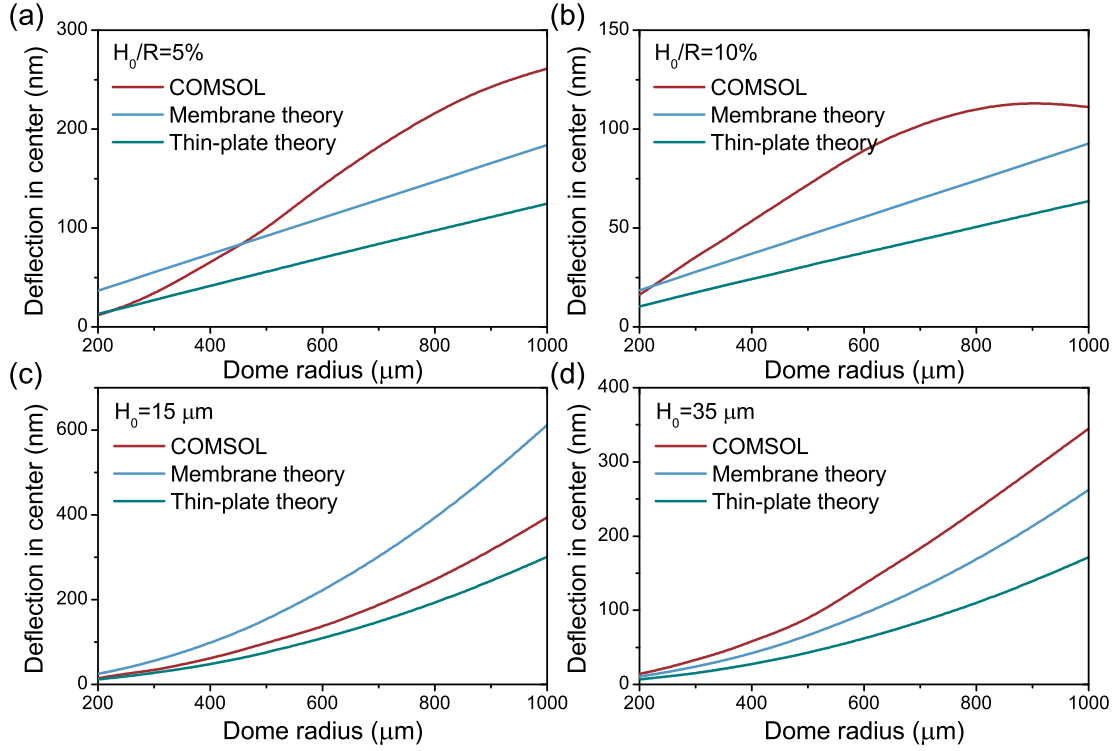 (a)
300
200
100
0
Deflection in center (nm)
H₀/R=5%
COMSOL
Membrane theory
Thin-plate theory
200 400 600 800 1000
Dome radius (μm)
(b)
150
100
50
0
Deflection in center (nm)
H₀/R=10%
COMSOL
Membrane theory
Thin-plate theory
200 400 600 800 1000
Dome radius (μm)
(c)
600
400
200
0
Deflection in center (nm)
H₀=15 μm
COMSOL
Membrane theory
Thin-plate theory
200 400 600 800 1000
Dome radius (μm)
(d)
400
300
200
100
0
Deflection in center (nm)
H₀=35 μm
COMSOL
Membrane theory
Thin-plate theory
200 400 600 800 1000
Dome radius (μm)